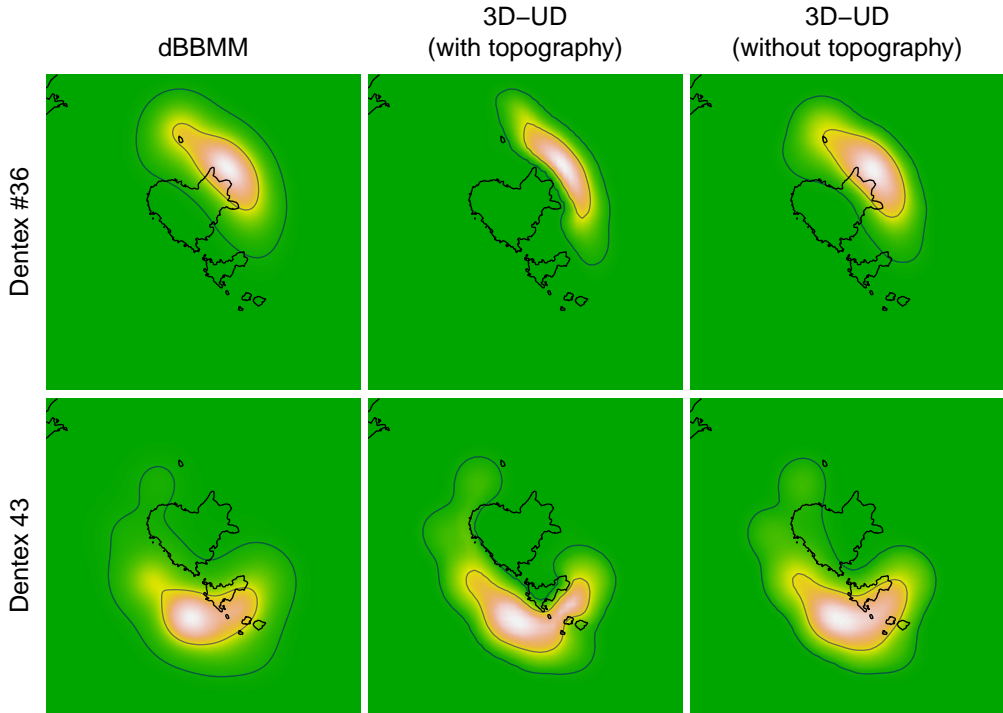 dBBMM
3D−UD
(with topography)
3D−UD
(without topography)
Dentex #36
Dentex 43